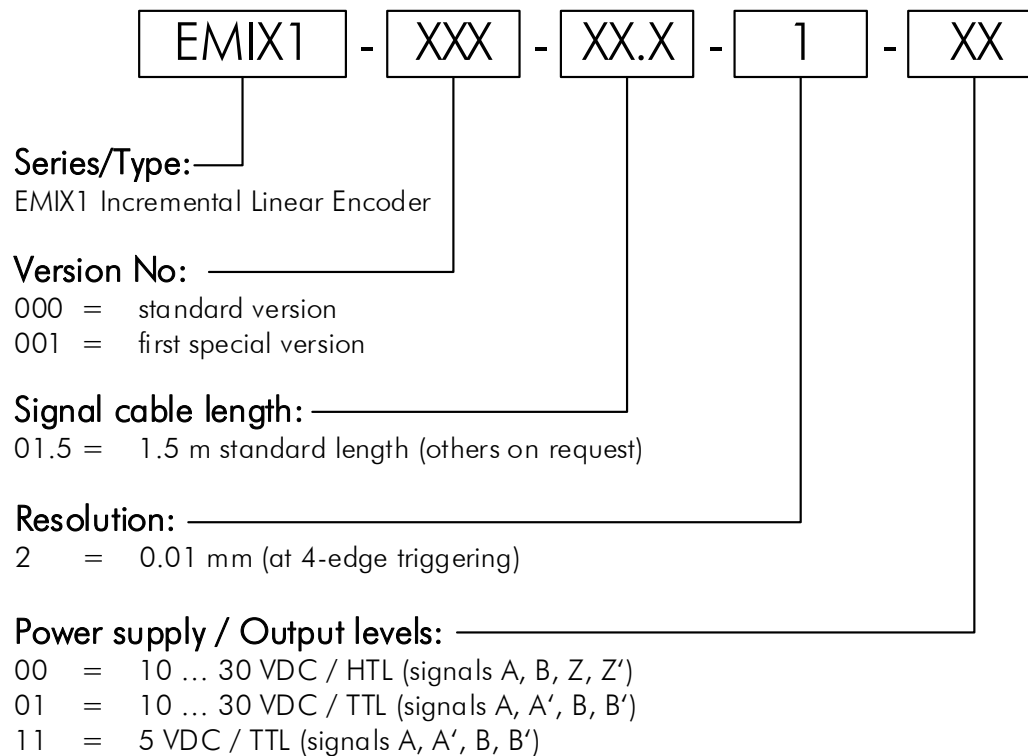 EMIX1 - XXX - XX.X - 1 - XX
Series/Type:
EMIX1 Incremental Linear Encoder
Version No:
000 = standard version
001 = first special version
Signal cable length:
01.5 = 1.5 m standard length (others on request)
Resolution:
2 = 0.01 mm (at 4-edge triggering)
Power supply / Output levels:
00 = 10 ... 30 VDC / HTL (signals A, B, Z, Z‘)
01 = 10 ... 30 VDC / TTL (signals A, A‘, B, B‘)
11 = 5 VDC / TTL (signals A, A‘, B, B‘)